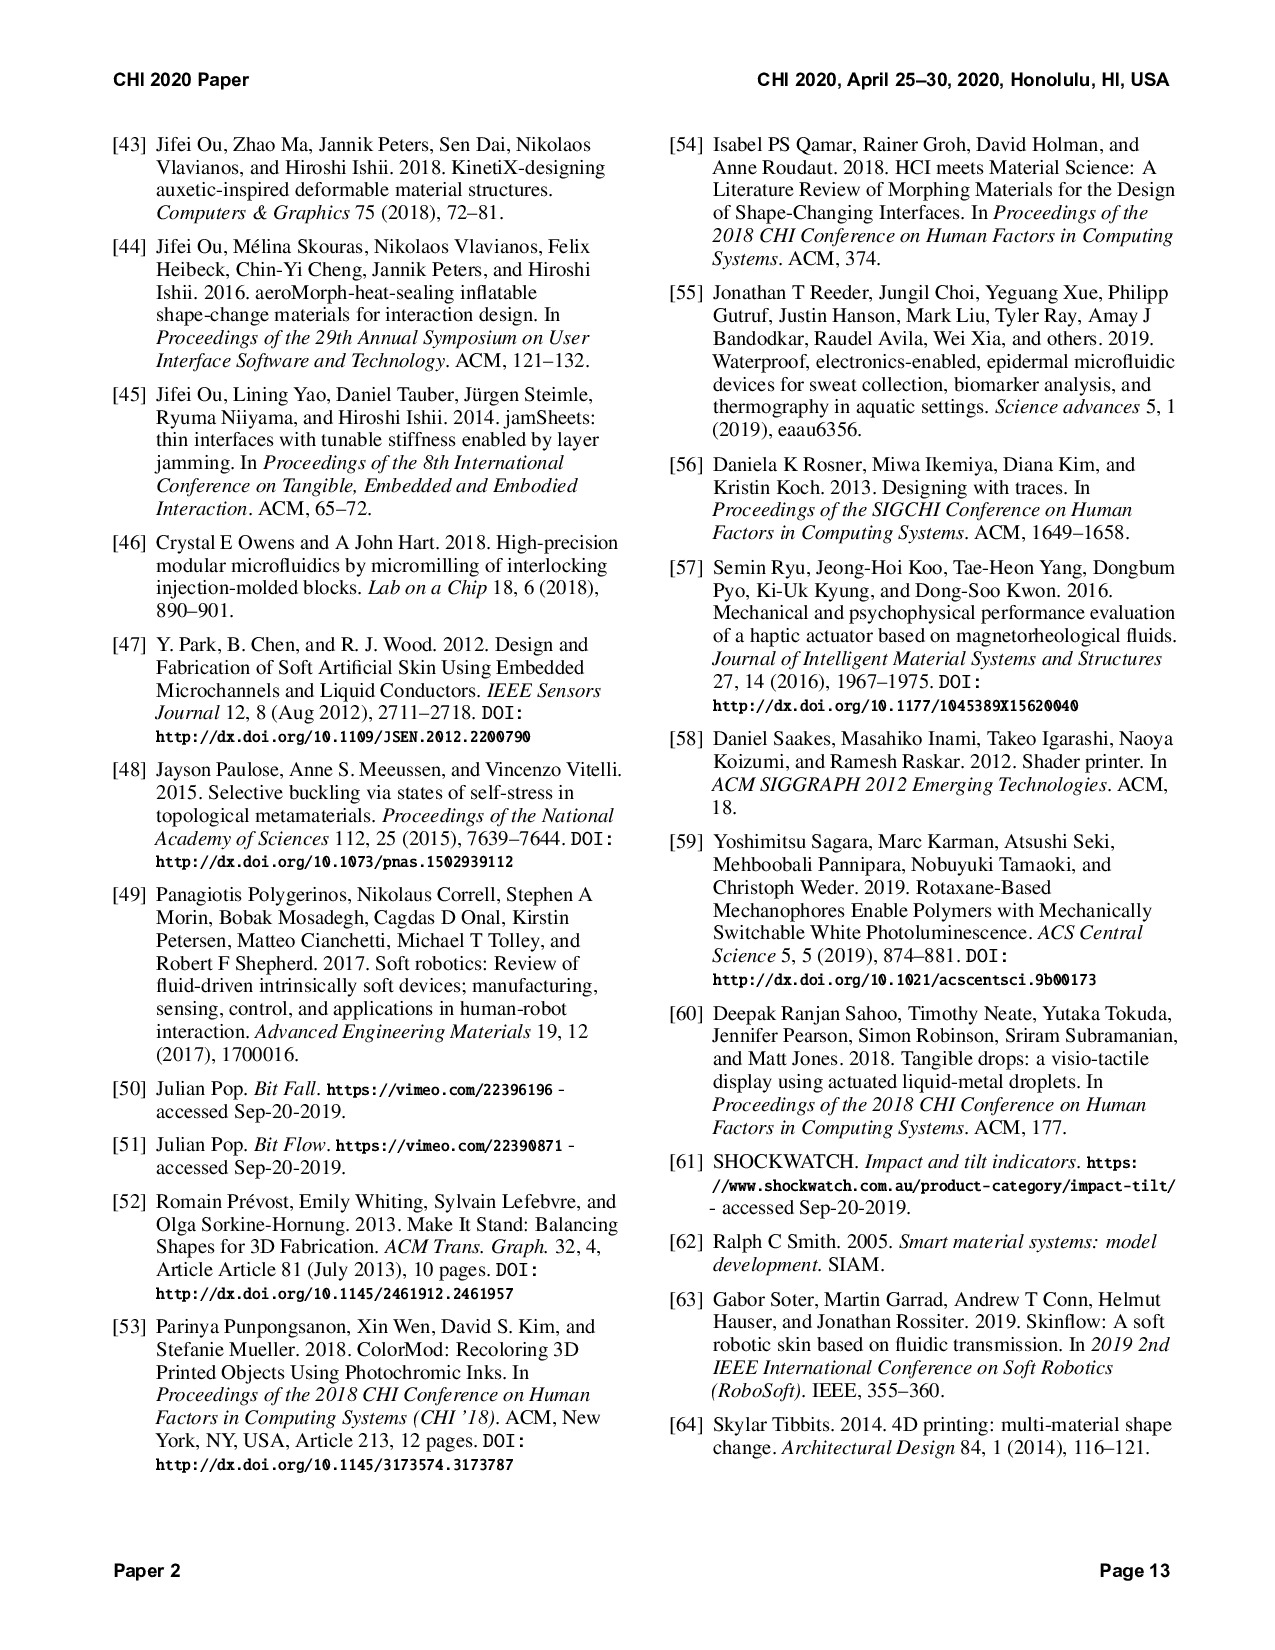 CHI 2020 Paper
CHI 2020, April 25–30, 2020, Honolulu, HI, USA
[43] Jifei Ou, Zhao Ma, Jannik Peters, Sen Dai, Nikolaos
Vlavianos, and Hiroshi Ishii. 2018. KinetiX-designing
auxetic-inspired deformable material structures.
Computers & Graphics 75 (2018), 72–81.
[44] Jifei Ou, Mélina Skouras, Nikolaos Vlavianos, Felix
Heibeck, Chin-Yi Cheng, Jannik Peters, and Hiroshi
Ishii. 2016. aeroMorph-heat-sealing inflatable
shape-change materials for interaction design. In
Proceedings of the 29th Annual Symposium on User
Interface Software and Technology. ACM, 121–132.
[45] Jifei Ou, Lining Yao, Daniel Tauber, Jürgen Steimle,
Ryuma Niiyama, and Hiroshi Ishii. 2014. jamSheets:
thin interfaces with tunable stiffness enabled by layer
jamming. In Proceedings of the 8th International
Conference on Tangible, Embedded and Embodied
Interaction. ACM, 65–72.
[46] Crystal E Owens and A John Hart. 2018. High-precision
modular microfluidics by micromilling of interlocking
injection-molded blocks. Lab on a Chip 18, 6 (2018),
890–901.
[47] Y. Park, B. Chen, and R. J. Wood. 2012. Design and
Fabrication of Soft Artificial Skin Using Embedded
Microchannels and Liquid Conductors. IEEE Sensors
Journal 12, 8 (Aug 2012), 2711–2718. DOI:
http://dx.doi.org/10.1109/JSEN.2012.2200790
[48] Jayson Paulose, Anne S. Meeussen, and Vincenzo Vitelli.
2015. Selective buckling via states of self-stress in
topological metamaterials. Proceedings of the National
Academy of Sciences 112, 25 (2015), 7639–7644. DOI:
http://dx.doi.org/10.1073/pnas.1502939112
[49] Panagiotis Polygerinos, Nikolaus Correll, Stephen A
Morin, Bobak Mosadegh, Cagdas D Onal, Kirstin
Petersen, Matteo Cianchetti, Michael T Tolley, and
Robert F Shepherd. 2017. Soft robotics: Review of
fluid-driven intrinsically soft devices; manufacturing,
sensing, control, and applications in human-robot
interaction. Advanced Engineering Materials 19, 12
(2017), 1700016.
[50] Julian Pop. Bit Fall. https://vimeo.com/22396196 -
accessed Sep-20-2019.
[51] Julian Pop. Bit Flow. https://vimeo.com/22390871 -
accessed Sep-20-2019.
[52] Romain Prévost, Emily Whiting, Sylvain Lefebvre, and
Olga Sorkine-Hornung. 2013. Make It Stand: Balancing
Shapes for 3D Fabrication. ACM Trans. Graph. 32, 4,
Article Article 81 (July 2013), 10 pages. DOI:
http://dx.doi.org/10.1145/2461912.2461957
[53] Parinya Punpongsanon, Xin Wen, David S. Kim, and
Stefanie Mueller. 2018. ColorMod: Recoloring 3D
Printed Objects Using Photochromic Inks. In
Proceedings of the 2018 CHI Conference on Human
Factors in Computing Systems (CHI ’18). ACM, New
York, NY, USA, Article 213, 12 pages. DOI:
http://dx.doi.org/10.1145/3173574.3173787
[54] Isabel PS Qamar, Rainer Groh, David Holman, and
Anne Roudaut. 2018. HCI meets Material Science: A
Literature Review of Morphing Materials for the Design
of Shape-Changing Interfaces. In Proceedings of the
2018 CHI Conference on Human Factors in Computing
Systems. ACM, 374.
[55] Jonathan T Reeder, Jungil Choi, Yeguang Xue, Philipp
Gutruf, Justin Hanson, Mark Liu, Tyler Ray, Amay J
Bandodkar, Raudel Avila, Wei Xia, and others. 2019.
Waterproof, electronics-enabled, epidermal microfluidic
devices for sweat collection, biomarker analysis, and
thermography in aquatic settings. Science advances 5, 1
(2019), eaau6356.
[56] Daniela K Rosner, Miwa Ikemiya, Diana Kim, and
Kristin Koch. 2013. Designing with traces. In
Proceedings of the SIGCHI Conference on Human
Factors in Computing Systems. ACM, 1649–1658.
[57] Semin Ryu, Jeong-Hoi Koo, Tae-Heon Yang, Dongbum
Pyo, Ki-Uk Kyung, and Dong-Soo Kwon. 2016.
Mechanical and psychophysical performance evaluation
of a haptic actuator based on magnetorheological fluids.
Journal of Intelligent Material Systems and Structures
27, 14 (2016), 1967–1975. DOI:
http://dx.doi.org/10.1177/1045389X15620040
[58] Daniel Saakes, Masahiko Inami, Takeo Igarashi, Naoya
Koizumi, and Ramesh Raskar. 2012. Shader printer. In
ACM SIGGRAPH 2012 Emerging Technologies. ACM,
18.
[59] Yoshimitsu Sagara, Marc Karman, Atsushi Seki,
Mehboobali Pannipara, Nobuyuki Tamaoki, and
Christoph Weder. 2019. Rotaxane-Based
Mechanophores Enable Polymers with Mechanically
Switchable White Photoluminescence. ACS Central
Science 5, 5 (2019), 874–881. DOI:
http://dx.doi.org/10.1021/acscentsci.9b00173
[60] Deepak Ranjan Sahoo, Timothy Neate, Yutaka Tokuda,
Jennifer Pearson, Simon Robinson, Sriram Subramanian,
and Matt Jones. 2018. Tangible drops: a visio-tactile
display using actuated liquid-metal droplets. In
Proceedings of the 2018 CHI Conference on Human
Factors in Computing Systems. ACM, 177.
[61] SHOCKWATCH. Impact and tilt indicators. https:
//www.shockwatch.com.au/product-category/impact-tilt/
- accessed Sep-20-2019.
[62] Ralph C Smith. 2005. Smart material systems: model
development. SIAM.
[63] Gabor Soter, Martin Garrad, Andrew T Conn, Helmut
Hauser, and Jonathan Rossiter. 2019. Skinflow: A soft
robotic skin based on fluidic transmission. In 2019 2nd
IEEE International Conference on Soft Robotics
(RoboSoft). IEEE, 355–360.
[64] Skylar Tibbits. 2014. 4D printing: multi-material shape
change. Architectural Design 84, 1 (2014), 116–121.
Paper 2
Page 13